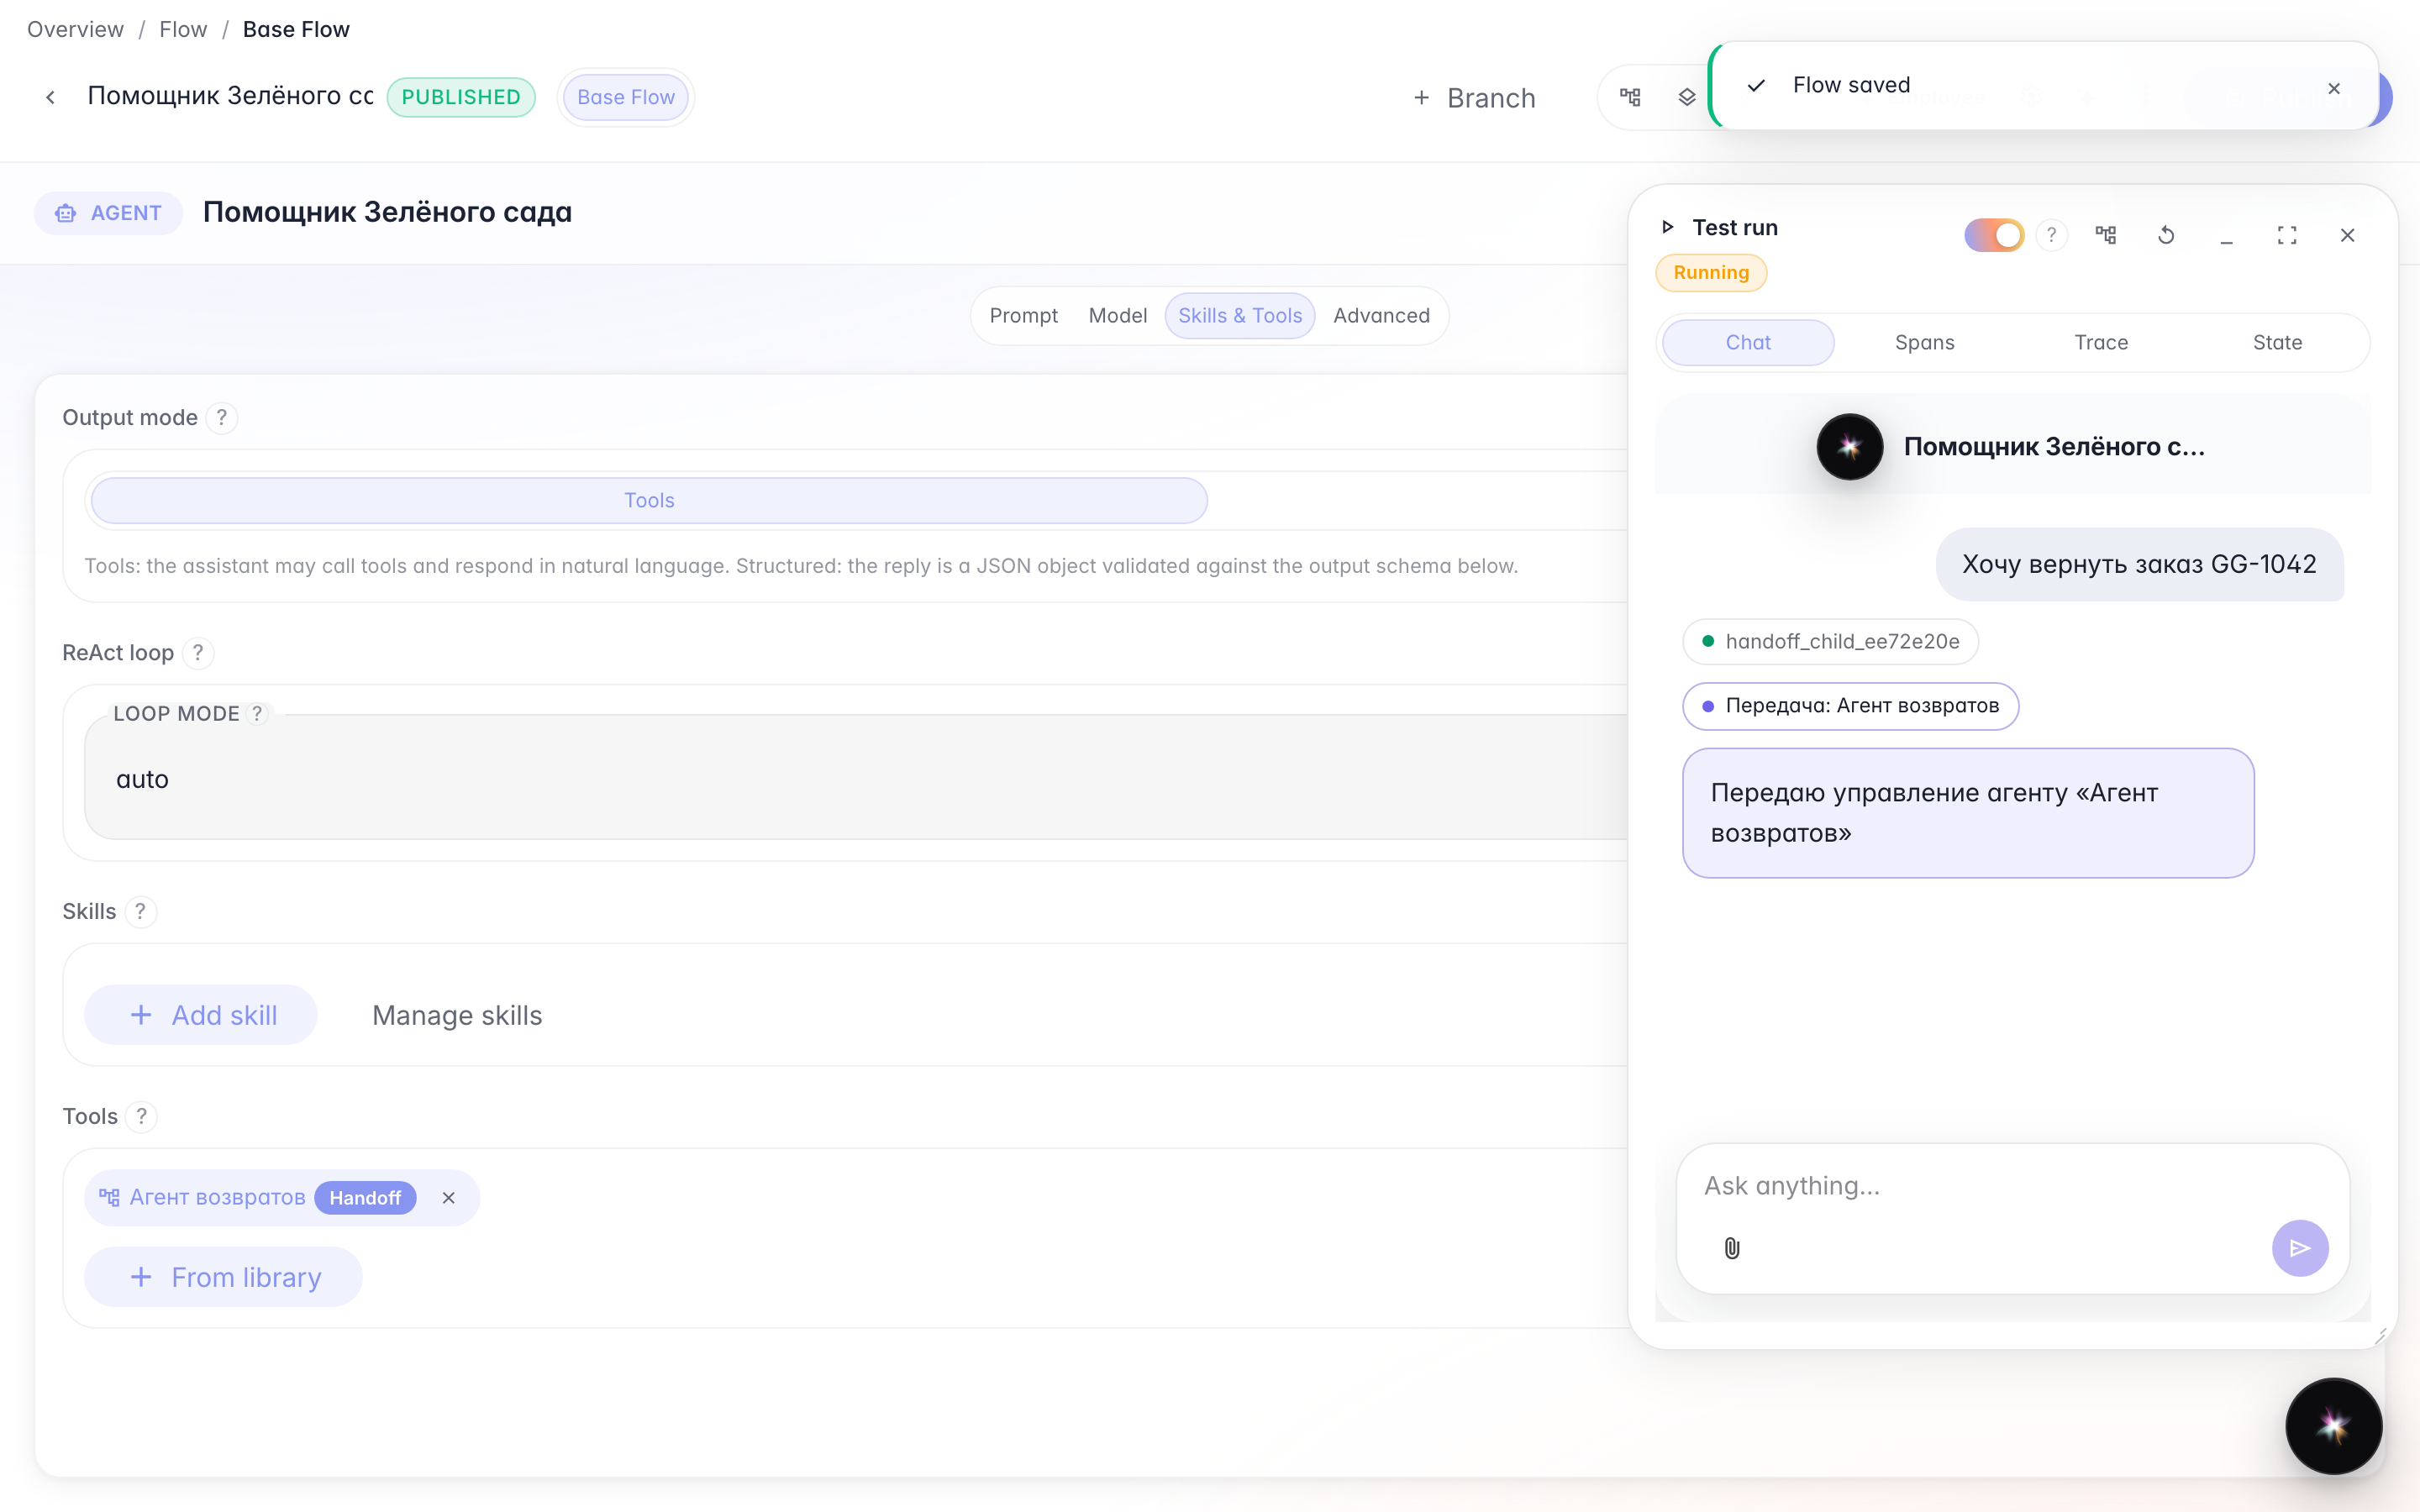 Overview / Flow / Base Flow
Помощник Зелёного са
PUBLISHED
Base Flow
+ Branch
Flow saved
AGENT
Помощник Зелёного сада
Prompt
Model
Skills & Tools
Advanced
Output mode ?
Tools
Tools: the assistant may call tools and respond in natural language. Structured: the reply is a JSON object validated against the output schema below.
ReAct loop ?
LOOP MODE ?
auto
Skills ?
+ Add skill
Manage skills
Tools ?
Агент возвратов Handoff
+ From library
Test run
?
Running
Chat
Spans
Trace
State
Помощник Зелёного с...
Хочу вернуть заказ GG-1042
handoff_child_ee72e20e
Передача: Агент возвратов
Передаю управление агенту «Агент
возвратов»
Ask anything...